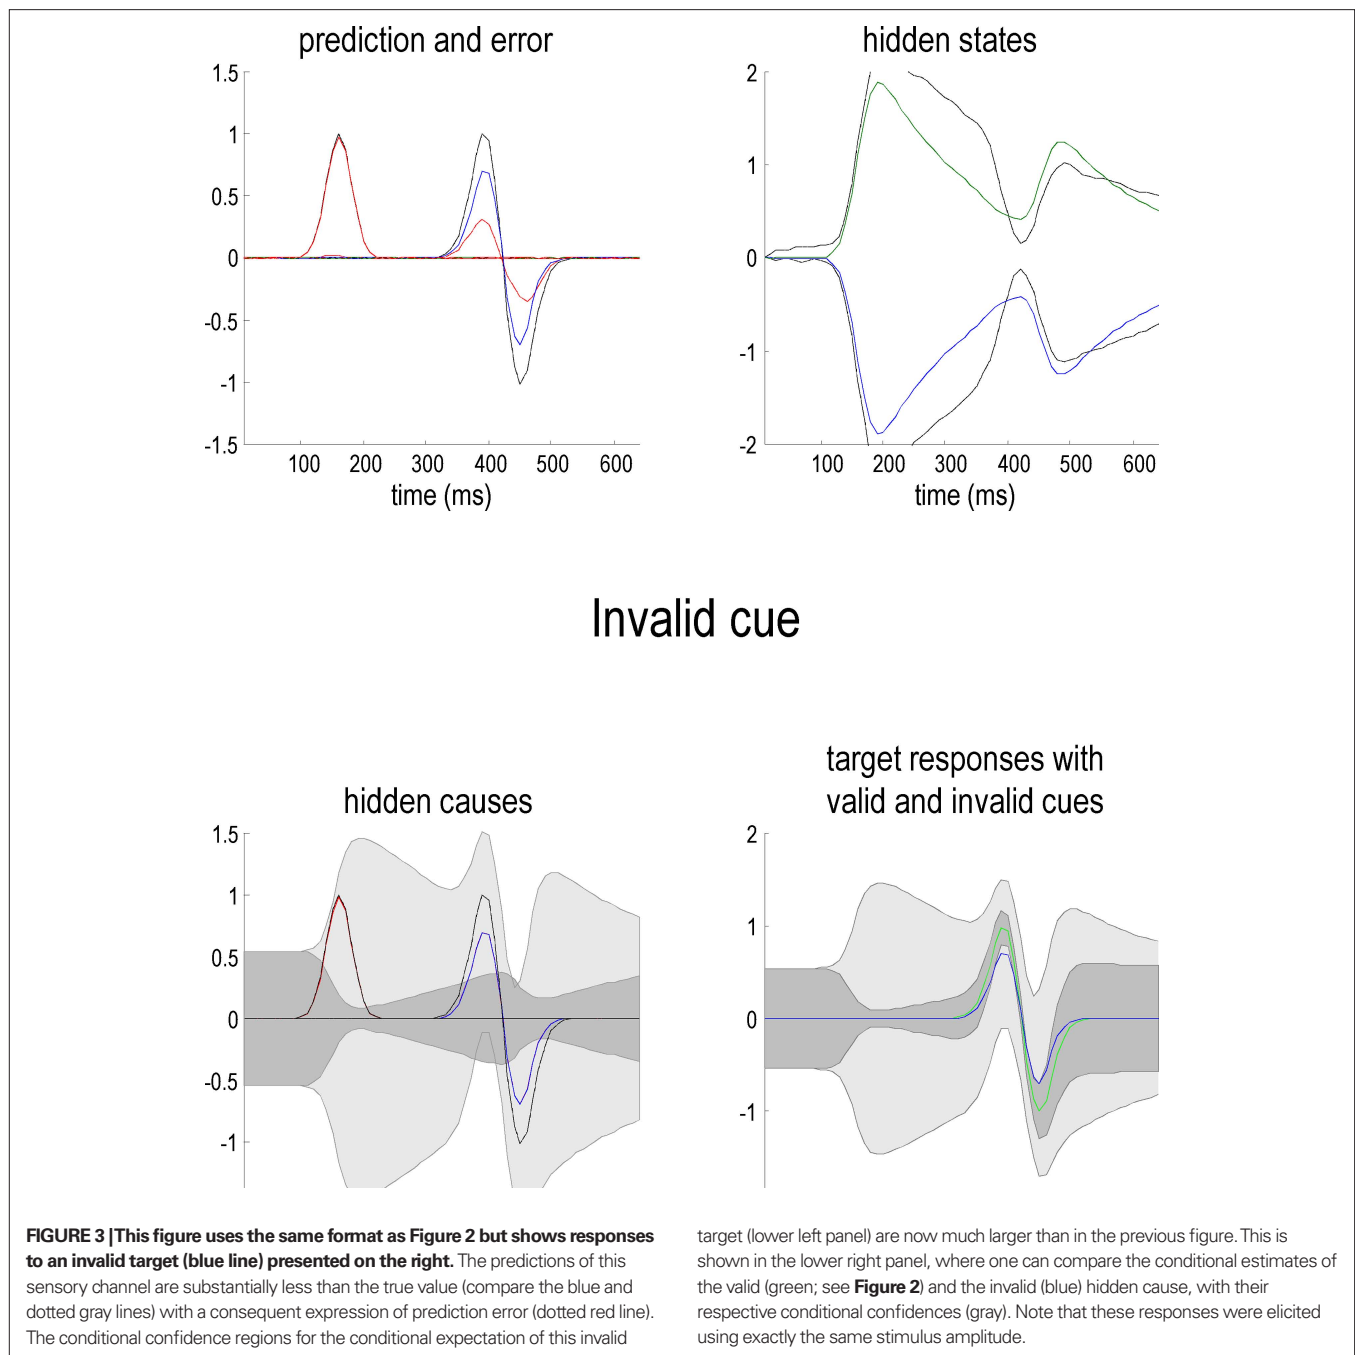 prediction and error
1.5
1
0.5
0
-0.5
-1
-1.5
100 200 300 400 500 600
time (ms)
hidden states
2
1
0
-1
-2
100 200 300 400 500 600
time (ms)
Invalid cue
hidden causes
1.5
1
0.5
0
-0.5
-1
target responses with
valid and invalid cues
2
1
0
-1
FIGURE 3 | This figure uses the same format as Figure 2 but shows responses
to an invalid target (blue line) presented on the right. The predictions of this
sensory channel are substantially less than the true value (compare the blue and
dotted gray lines) with a consequent expression of prediction error (dotted red line).
The conditional confidence regions for the conditional expectation of this invalid
target (lower left panel) are now much larger than in the previous figure. This is
shown in the lower right panel, where one can compare the conditional estimates of
the valid (green; see Figure 2) and the invalid (blue) hidden cause, with their
respective conditional confidences (gray). Note that these responses were elicited
using exactly the same stimulus amplitude.